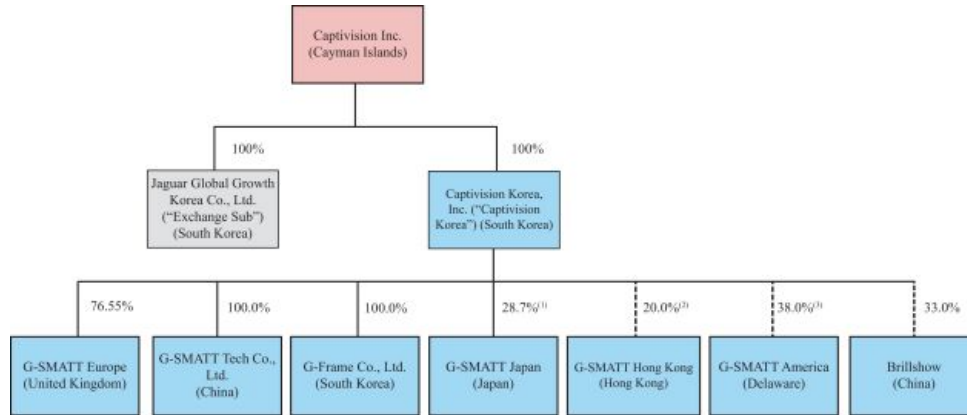 Captivision Inc.
(Cayman Islands)
100%
100%
Jaguar Global Growth
Korea Co., Ltd.
(“Exchange Sub”)
(South Korea)
Captivision Korea,
Inc. (“Captivision
Korea”) (South Korea)
76.55%
100.0%
100.0%
28.7%(1)
20.0%(2)
38.0%(3)
33.0%
G-SMATT Europe
(United Kingdom)
G-SMATT Tech Co.,
Ltd.
(China)
G-Frame Co., Ltd.
(South Korea)
G-SMATT Japan
(Japan)
G-SMATT Hong Kong
(Hong Kong)
G-SMATT America
(Delaware)
Brillshow
(China)